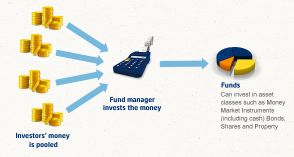 Fund manager
invests the money
Investors' money
is pooled
Funds
Can invest in asset
classes such as Money
Market Instruments
(including cash) Bonds,
Shares and Property